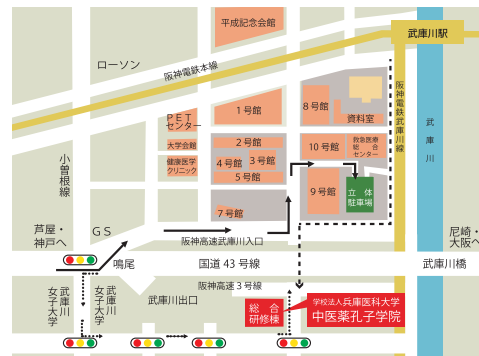 平成記念会館
武庫川駅
ローソン
阪神電鉄本線
阪神電鉄武庫川線
武庫川
PET
センター
1号館
8号館
資料室
大学会館
2号館
10号館
救急医療
総合
センター
健康医学
クリニック
4号館
3号館
5号館
小曽根線
9号館
立体
駐車場
7号館
芦屋・
神戸へ
GS
阪神高速武庫川入口
尼崎・
大阪へ
鳴尾
国道43号線
武庫川橋
阪神高速3号線
武庫川
女子大学
武庫川
女子大学
武庫川出口
総合
研修棟
学校法人兵庫医科大学
中医薬孔子学院